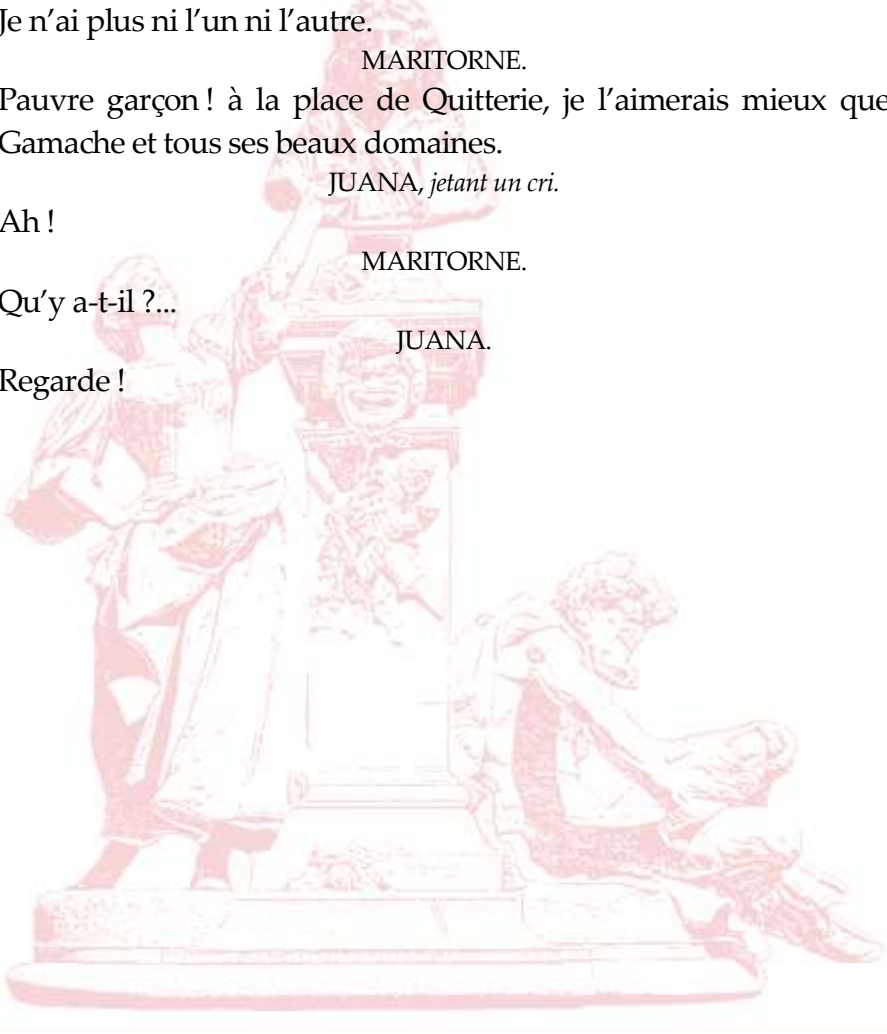 Je n’ai plus ni l’un ni l’autre.
MARITORNE.
Pauvre garçon ! à la place de Quitterie, je l’aimerais mieux que
Gamache et tous ses beaux domaines.
JUANA, jetant un cri.
Ah !
MARITORNE.
Qu’y a-t-il ?...
JUANA.
Regarde !